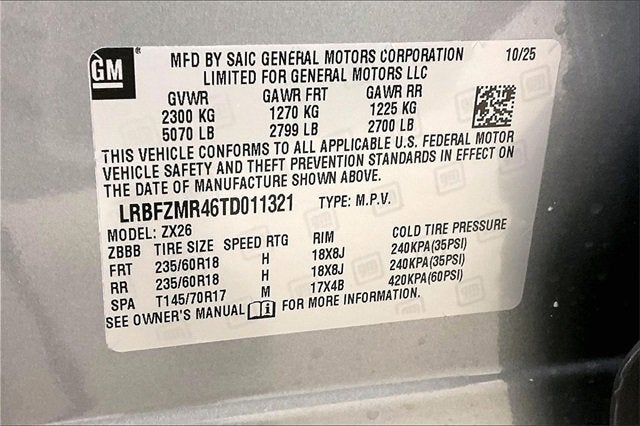 GM
MFD BY SAIC GENERAL MOTORS CORPORATION 10/25
LIMITED FOR GENERAL MOTORS LLC
GVWR GAWR FRT GAWR RR
2300 KG 1270 KG 1225 KG
5070 LB 2799 LB 2700 LB
THIS VEHICLE CONFORMS TO ALL APPLICABLE U.S. FEDERAL MOTOR
VEHICLE SAFETY AND THEFT PREVENTION STANDARDS IN EFFECT ON
THE DATE OF MANUFACTURE SHOWN ABOVE.
LRBFZMR46TD011321 TYPE: M.P.V.
MODEL: ZX26
ZBBB TIRE SIZE SPEED RTG RIM COLD TIRE PRESSURE
FRT 235/60R18 H 18X8J 240KPA(35PSI)
RR 235/60R18 H 18X8J 240KPA(35PSI)
SPA T145/70R17 M 17X4B 420KPA(60PSI)
SEE OWNER'S MANUAL FOR MORE INFORMATION.